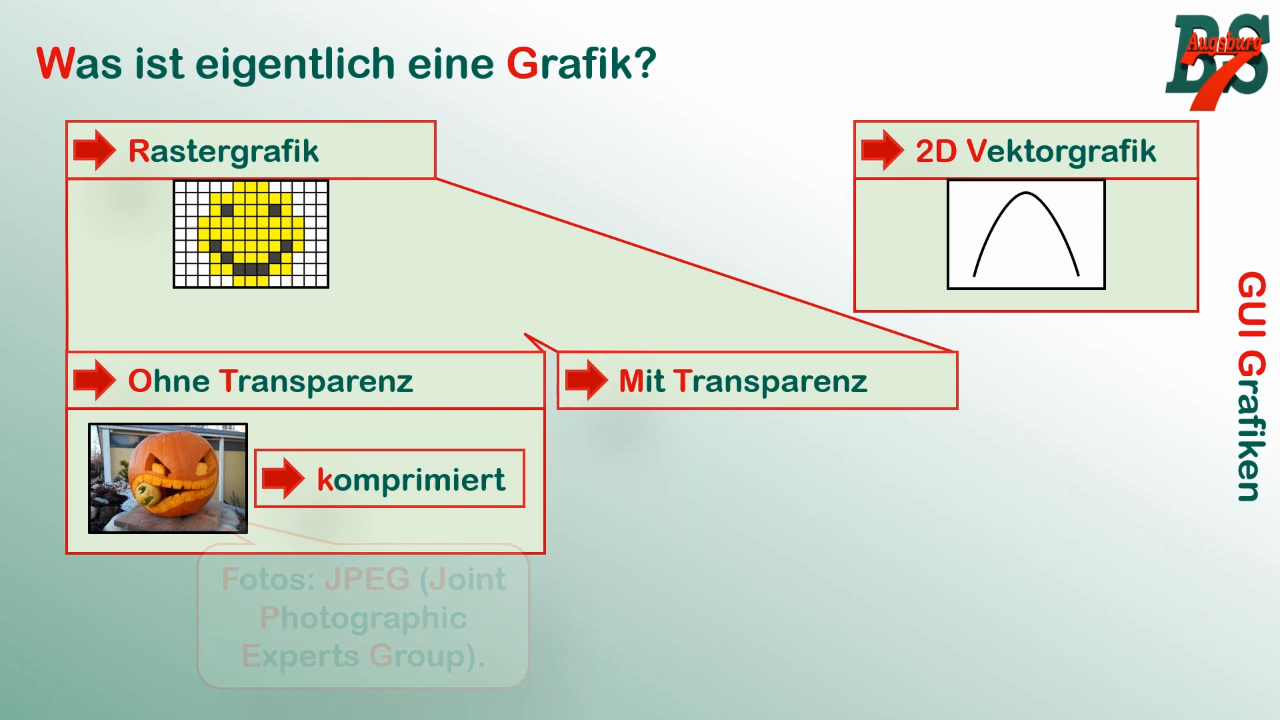 Was ist eigentlich eine Grafik?
BS
Augsburg
7
Rastergrafik
2D Vektorgrafik
Ohne Transparenz
Mit Transparenz
komprimiert
Fotos: JPEG (Joint
Photographic
Experts Group).
GUI Grafiken